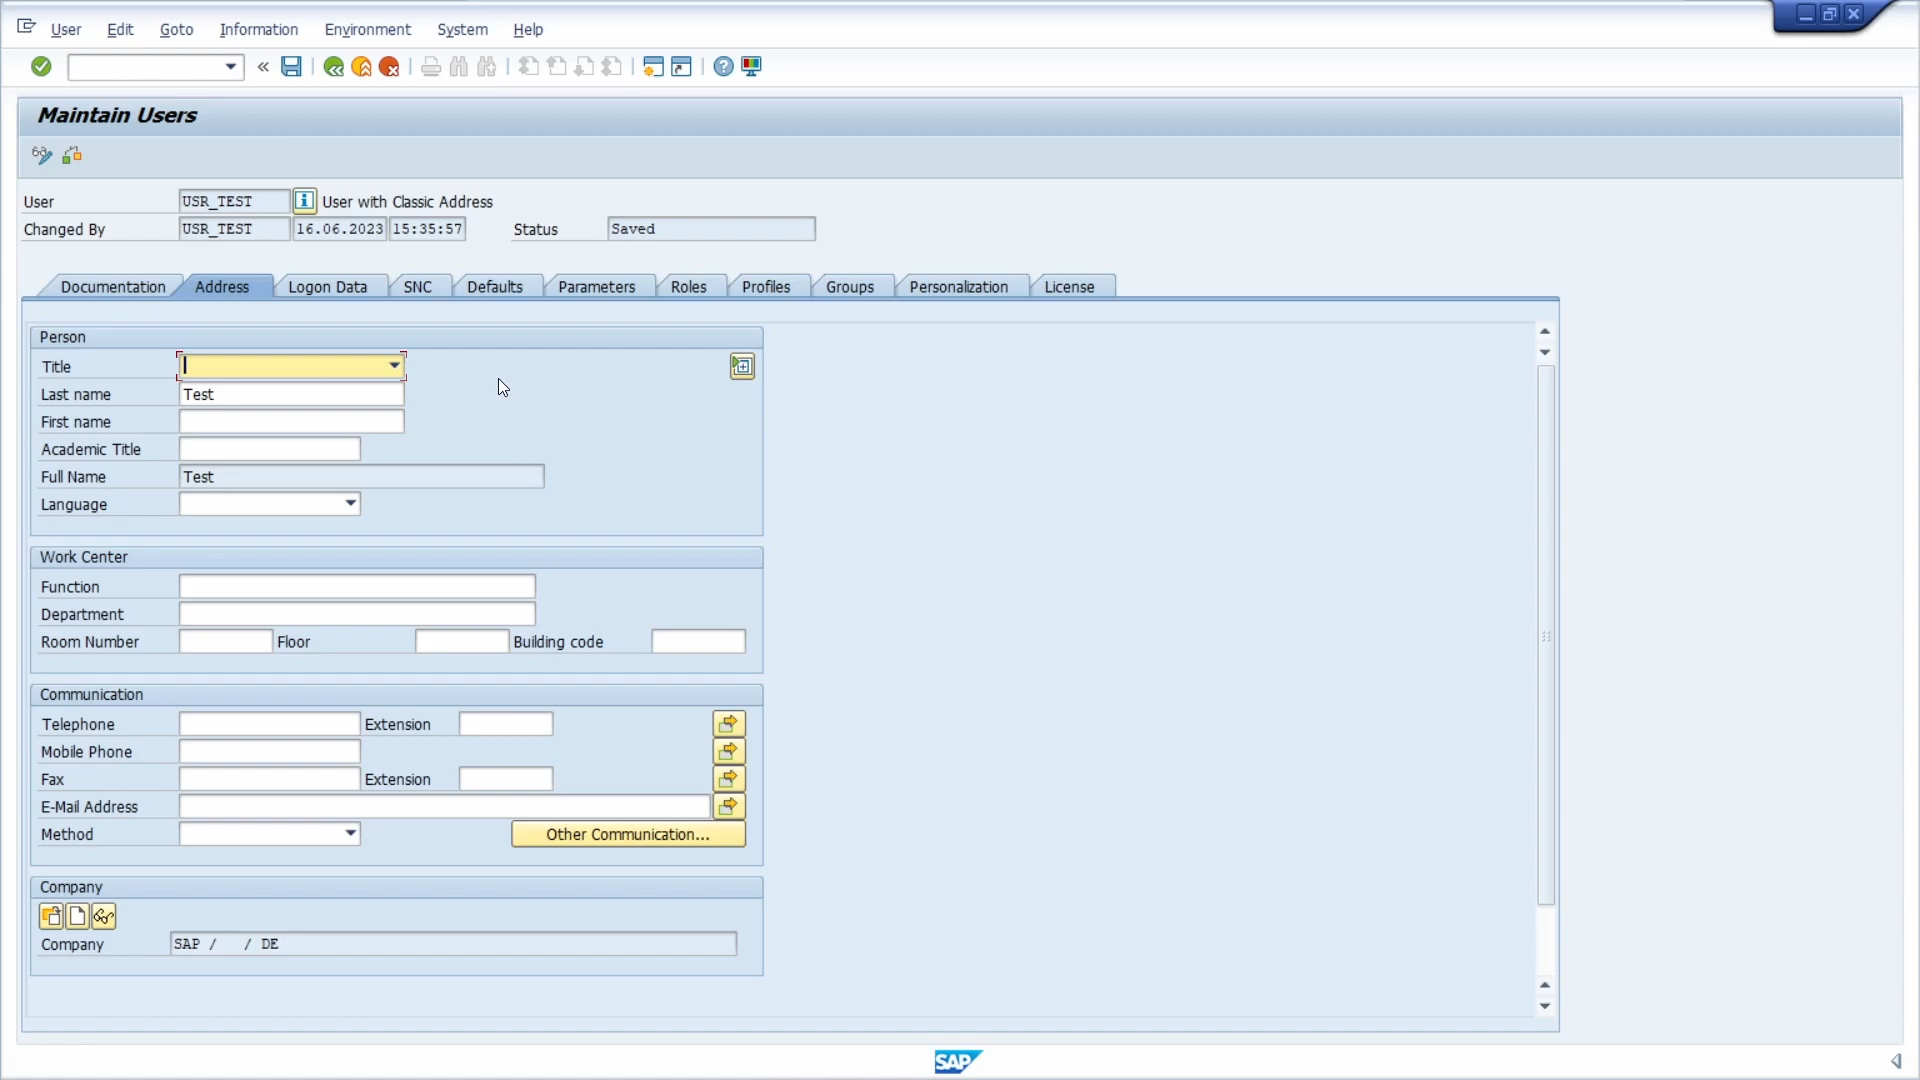 User Edit Goto Information Environment System Help
Maintain Users
User USR_TEST User with Classic Address
Changed By USR_TEST 16.06.2023 15:35:57 Status Saved
Documentation Address Logon Data SNC Defaults Parameters Roles Profiles Groups Personalization License
Person
Title
Last name Test
First name
Academic Title
Full Name Test
Language
Work Center
Function
Department
Room Number Floor Building code
Communication
Telephone Extension
Mobile Phone
Fax Extension
E-Mail Address
Method Other Communication...
Company
Company SAP / / DE
SAP